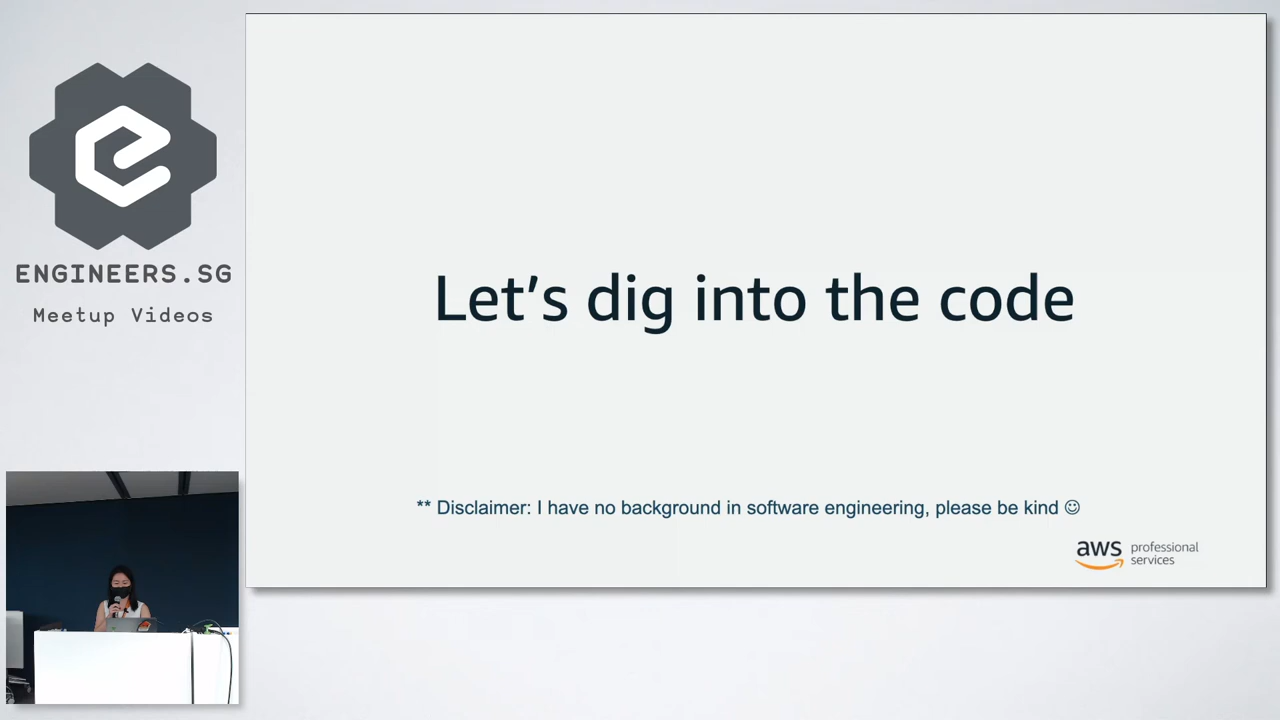 ENGINEERS.SG
Meetup Videos
Let's dig into the code
** Disclaimer: I have no background in software engineering, please be kind ☺
aws professional
services